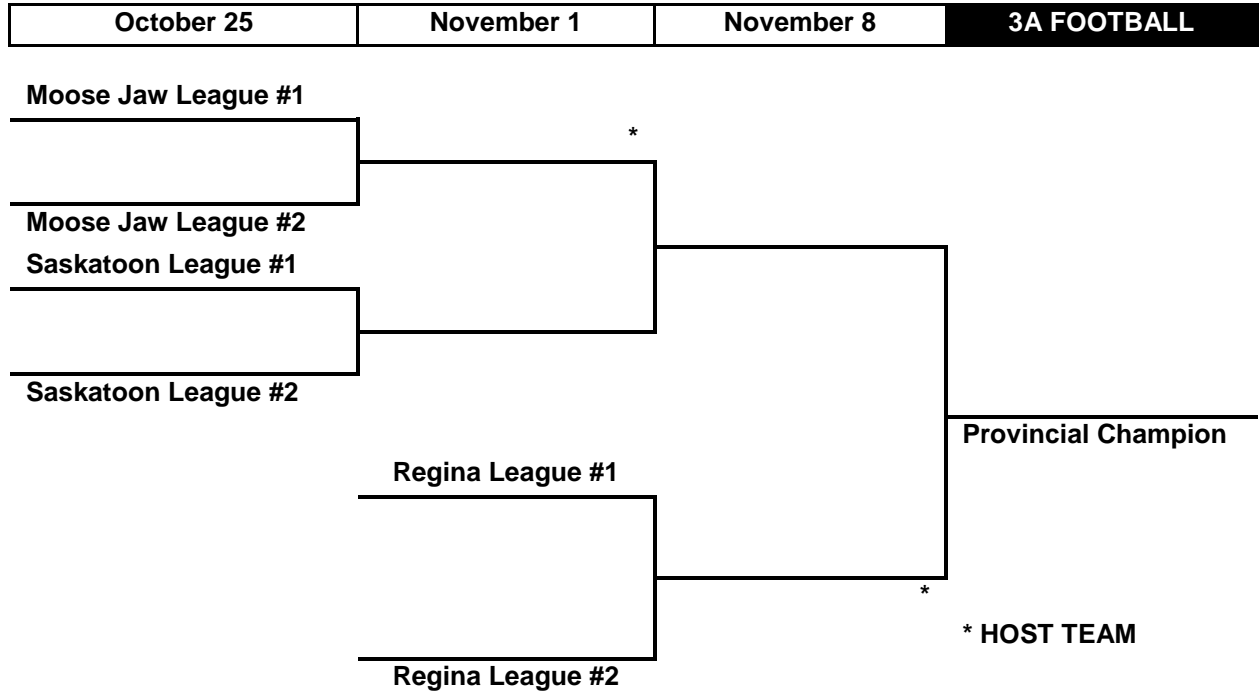 October 25 November 1 November 8 3A FOOTBALL
Moose Jaw League #1
*
Moose Jaw League #2
Saskatoon League #1
Saskatoon League #2
Provincial Champion
Regina League #1
*
* HOST TEAM
Regina League #2